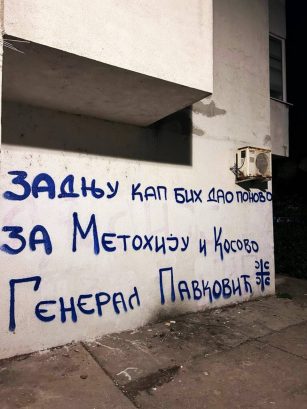 ЗАДЊУ КАП БИХ ДАО ПОНОВО
ЗА МЕТОХИЈУ И КОСОВО
ГЕНЕРАЛ ПАВКОВИЋ